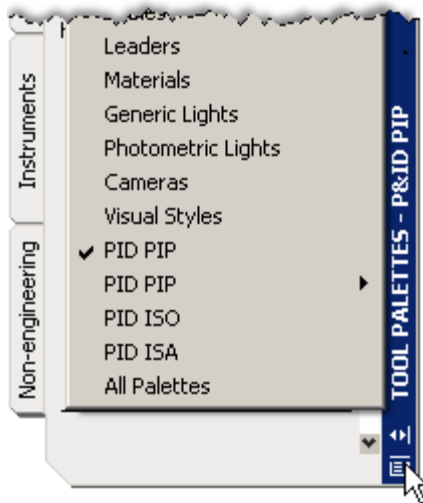 Leaders
Materials
Generic Lights
Photometric Lights
Cameras
Visual Styles
PID PIP
PID PIP
PID ISO
PID ISA
All Palettes
Instruments
Non-engineering
TOOL PALETTES - P&ID PIP